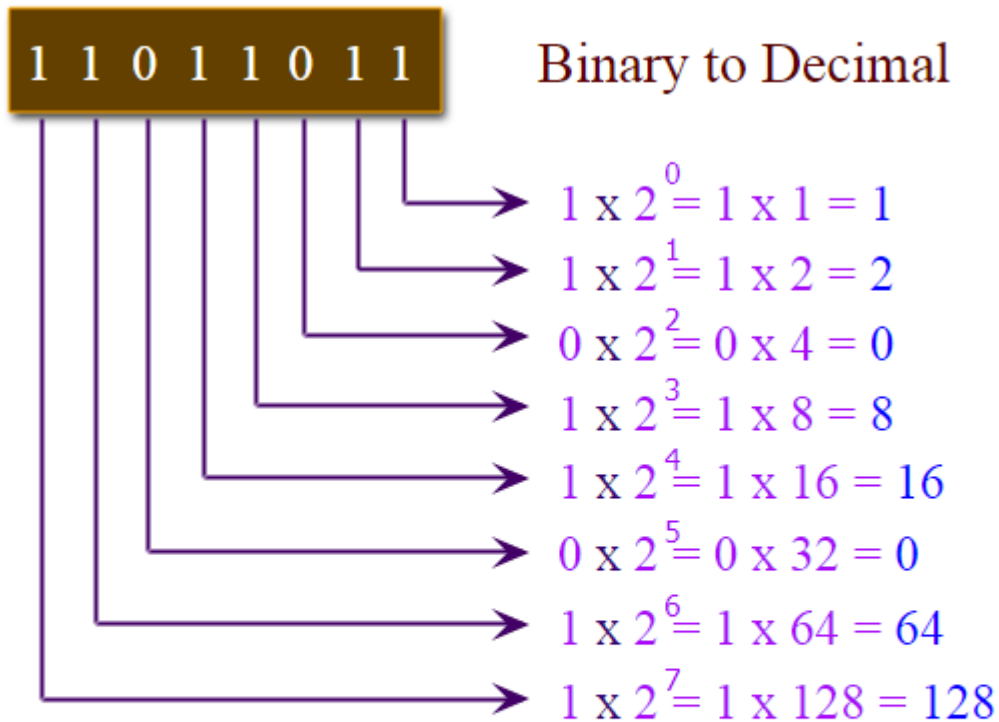 1 1 0 1 1 0 1 1
Binary to Decimal
1 x 2⁰ = 1 x 1 = 1
1 x 2¹ = 1 x 2 = 2
0 x 2² = 0 x 4 = 0
1 x 2³ = 1 x 8 = 8
1 x 2⁴ = 1 x 16 = 16
0 x 2⁵ = 0 x 32 = 0
1 x 2⁶ = 1 x 64 = 64
1 x 2⁷ = 1 x 128 = 128